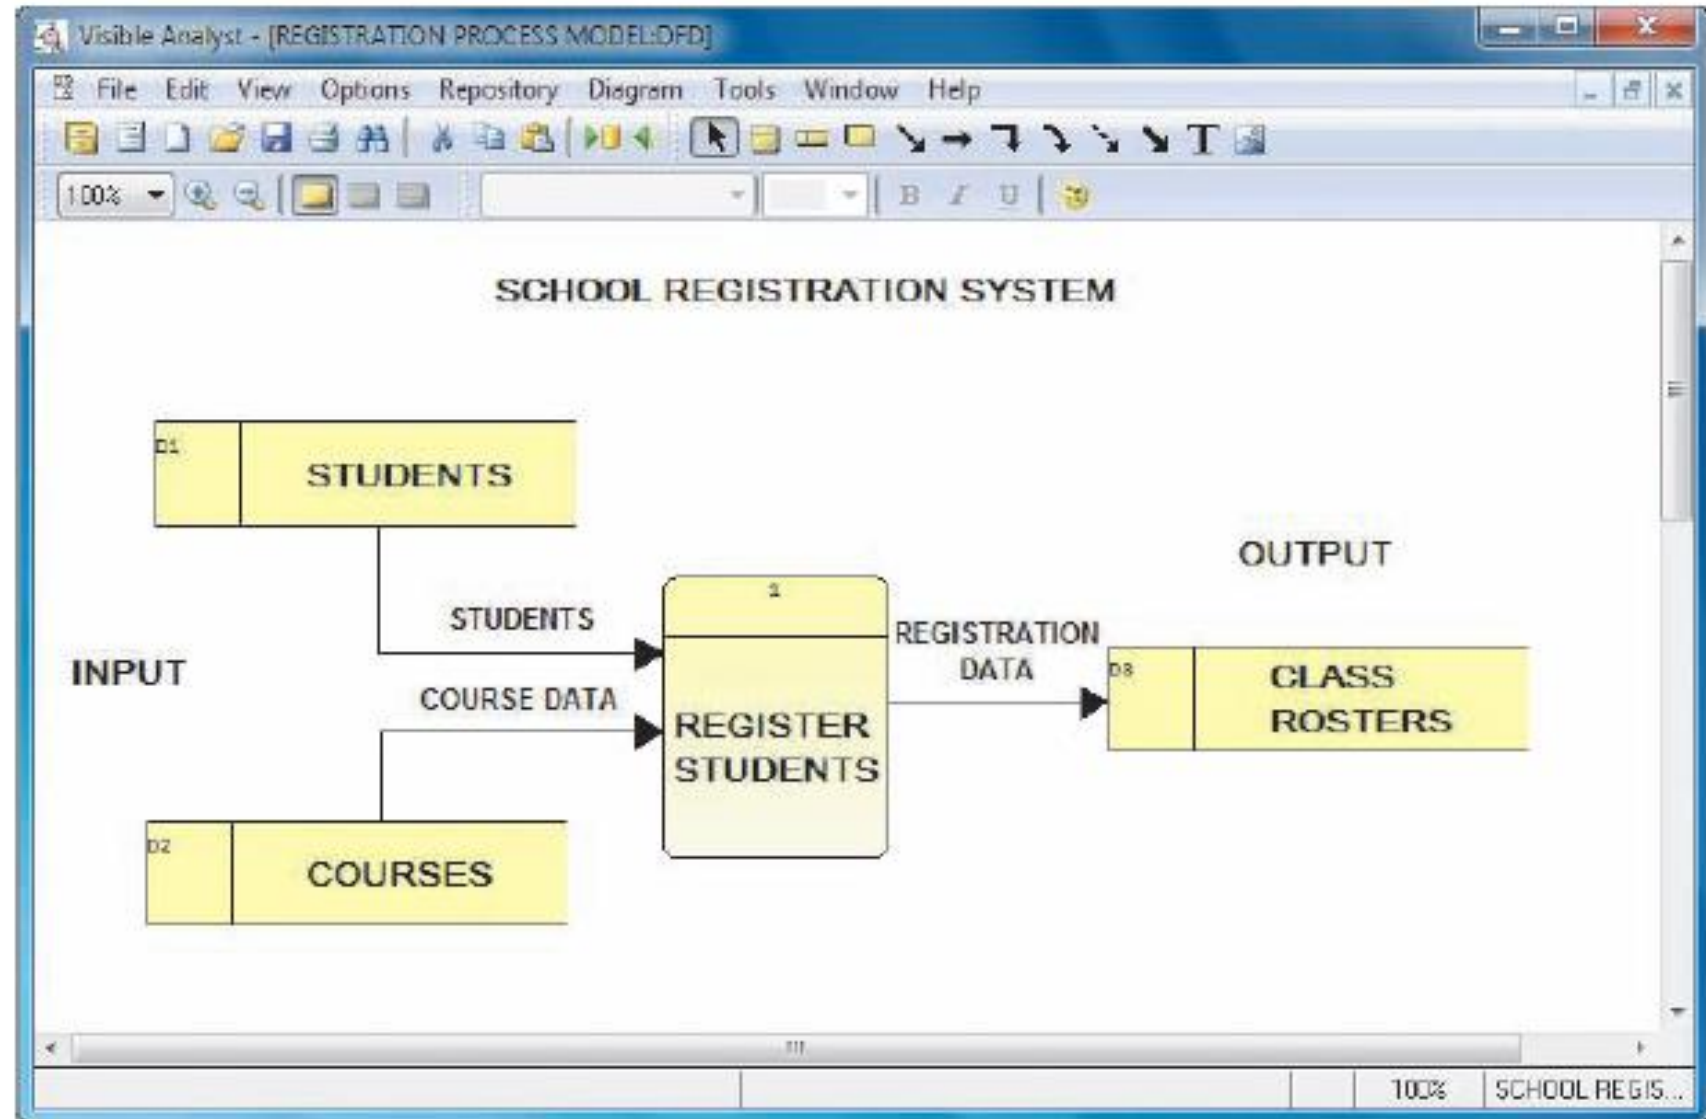 Visible Analyst - [REGISTRATION PROCESS MODEL:DFD]
File Edit View Options Repository Diagram Tools Window Help
T
100% B I U
SCHOOL REGISTRATION SYSTEM
D1
STUDENTS
OUTPUT
STUDENTS
1
REGISTRATION
DATA
INPUT
COURSE DATA
D3
CLASS
ROSTERS
REGISTER
STUDENTS
D2
COURSES
100% SCHOOL REGIS...